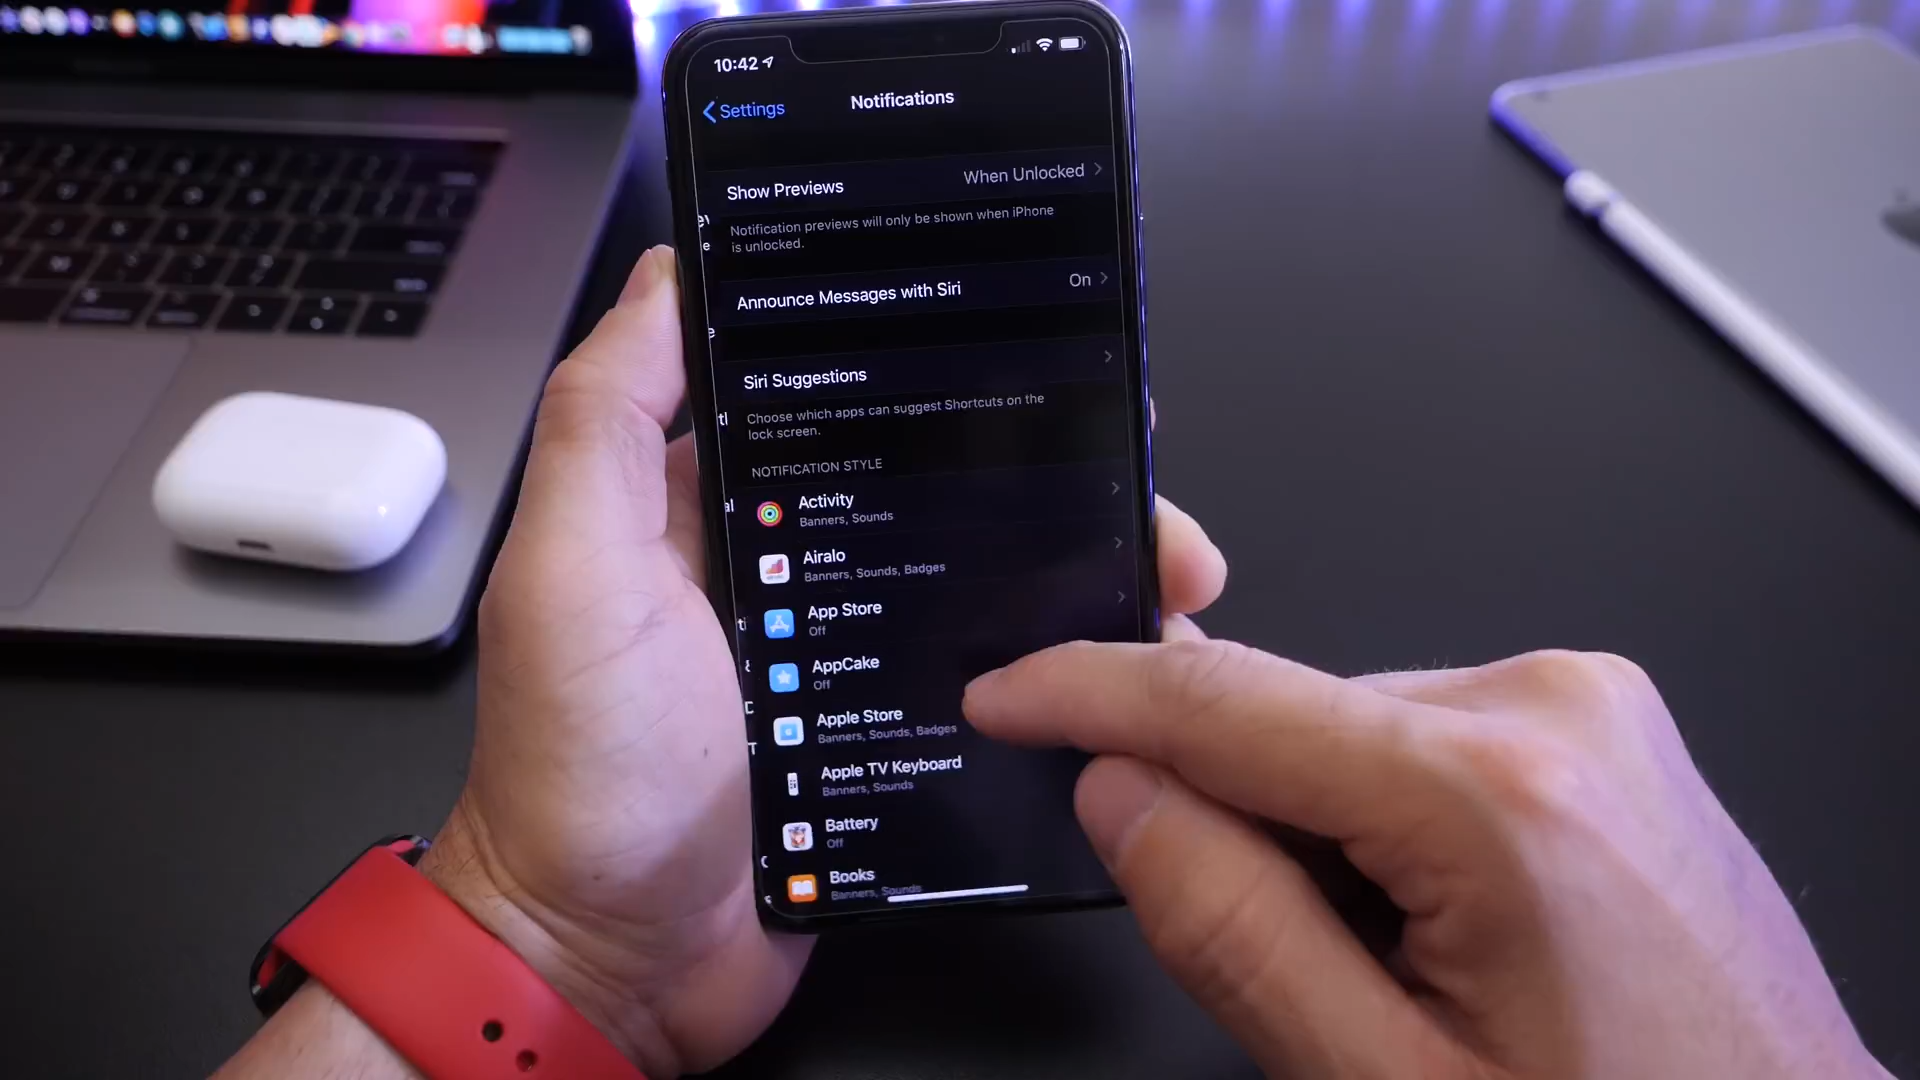 10:42
Settings
Notifications
Show Previews
When Unlocked
Notification previews will only be shown when iPhone
is unlocked.
Announce Messages with Siri
On
Siri Suggestions
Choose which apps can suggest Shortcuts on the
lock screen.
NOTIFICATION STYLE
Activity
Banners, Sounds
Airalo
Banners, Sounds, Badges
App Store
Off
AppCake
Off
Apple Store
Banners, Sounds, Badges
Apple TV Keyboard
Banners, Sounds
Battery
Off
Books
Banners, Sounds